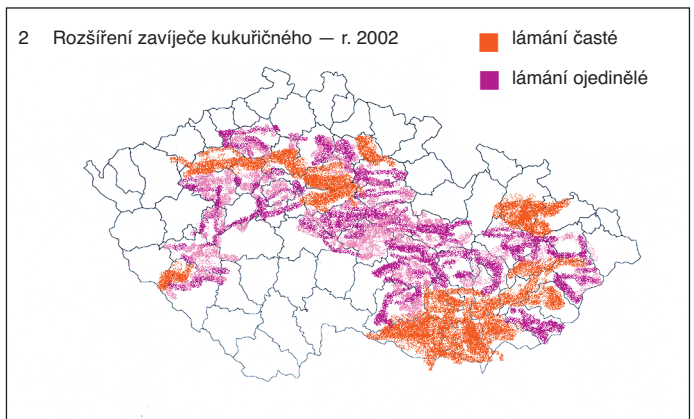 2 Rozšíření zavíječe kukuřičného — r. 2002
lámání časté
lámání ojedinělé